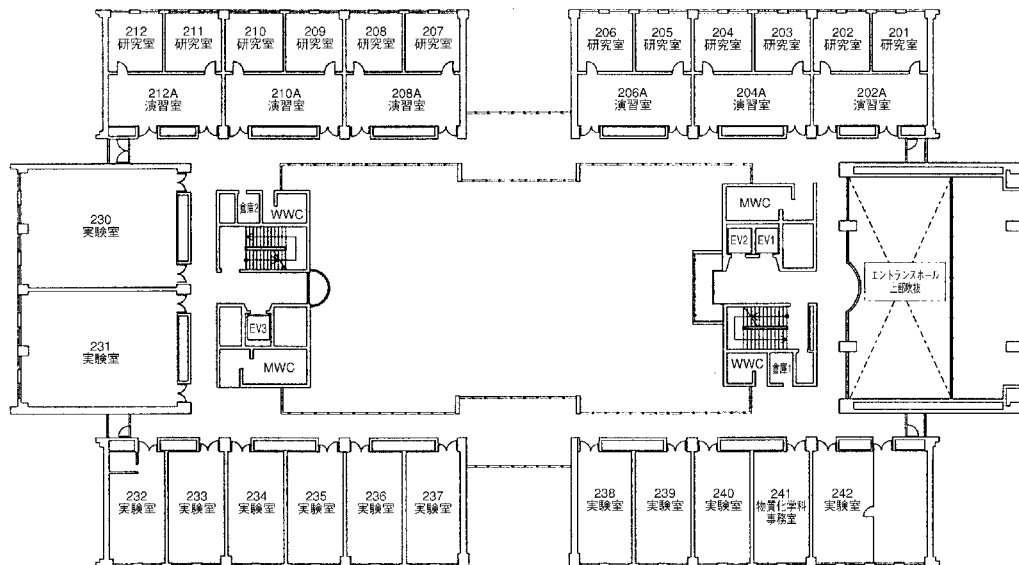 212
研究室
211
研究室
210
研究室
209
研究室
208
研究室
207
研究室
206
研究室
205
研究室
204
研究室
203
研究室
202
研究室
201
研究室
212A
演習室
210A
演習室
208A
演習室
206A
演習室
204A
演習室
202A
演習室
230
実験室
倉庫2
WWC
MWC
EV2
EV1
エントランスホール
上部吹抜
231
実験室
EV3
MWC
WWC
倉庫1
232
実験室
233
実験室
234
実験室
235
実験室
236
実験室
237
実験室
238
実験室
239
実験室
240
実験室
241
物質化学科
事務室
242
実験室